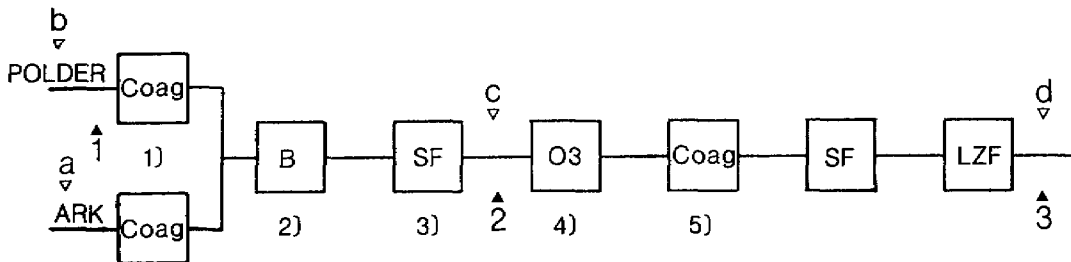 b
POLDER
Coag
1
1)
a
ARK
Coag
B
2)
SF
3)
c
2
O3
4)
Coag
5)
SF
LZF
d
3